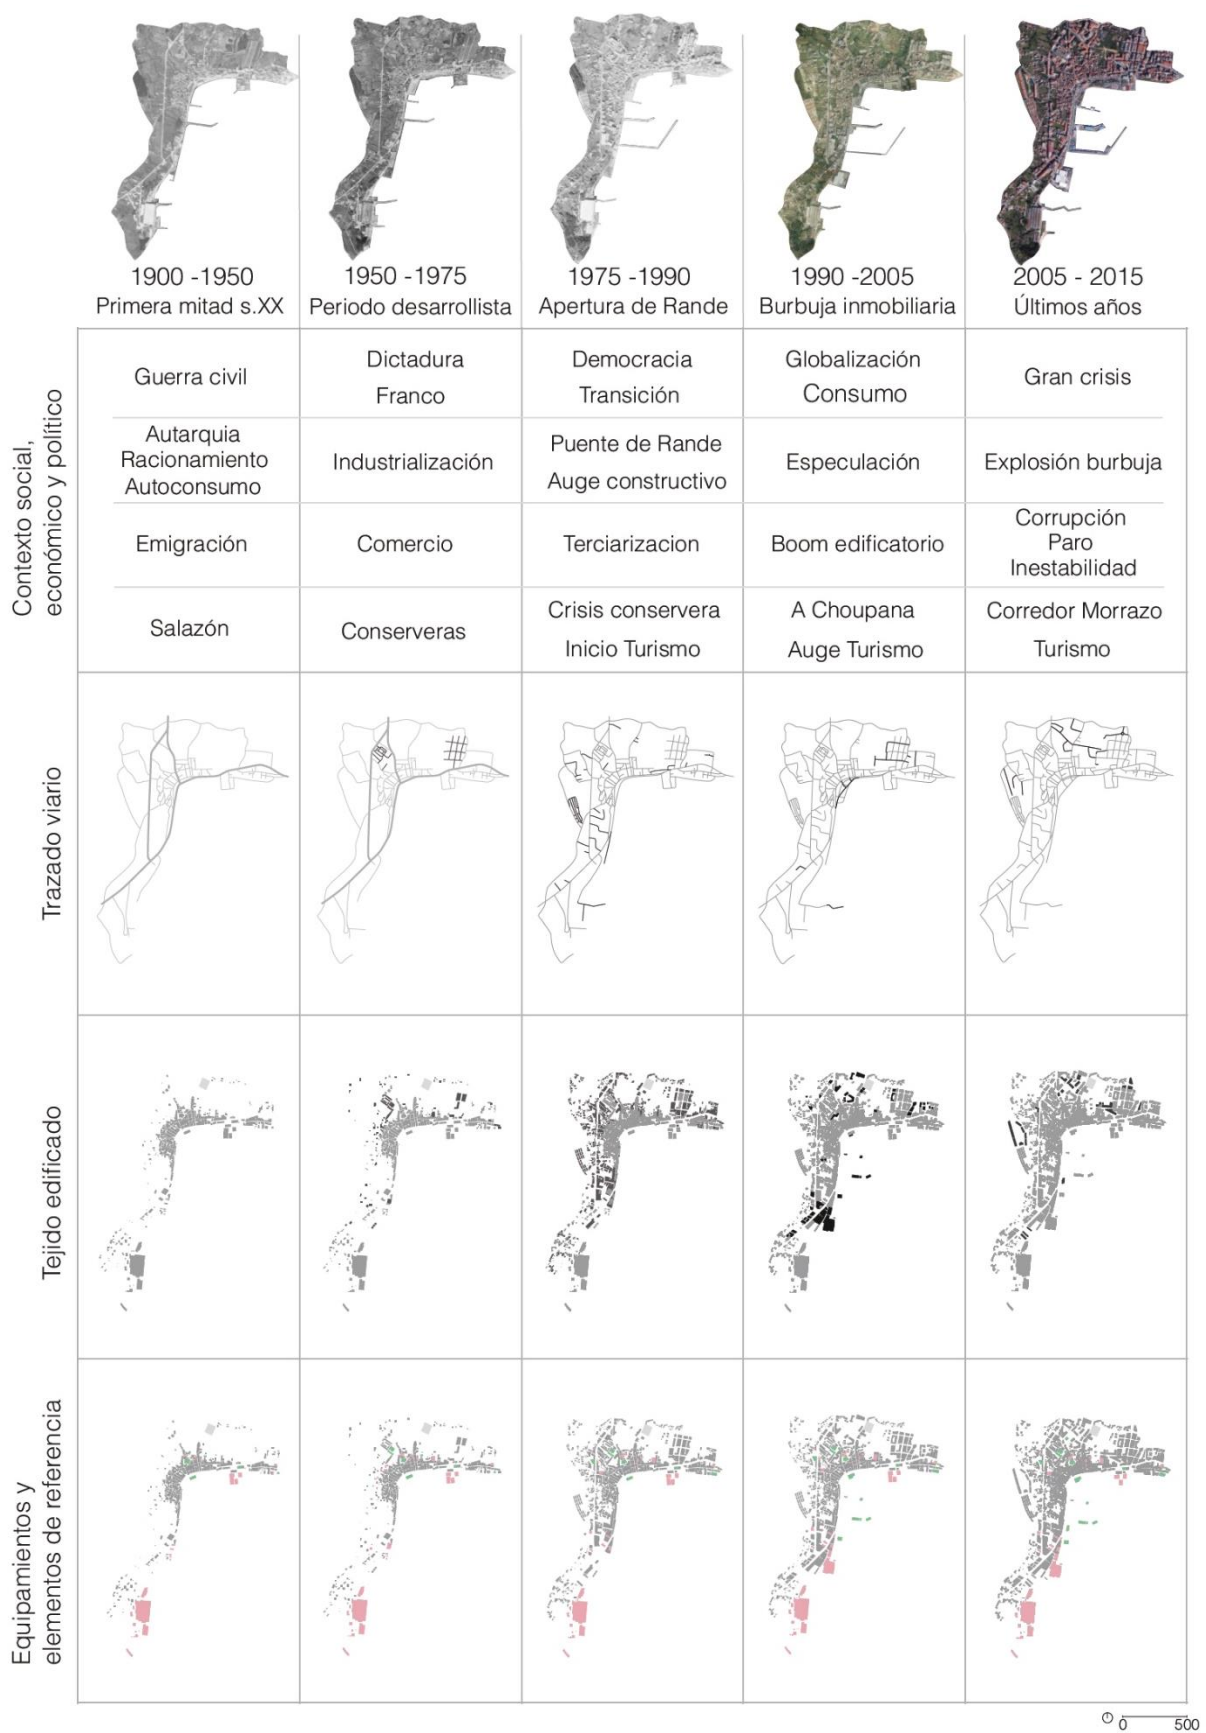 1900 -1950
Primera mitad s.XX
1950 -1975
Periodo desarrollista
1975 -1990
Apertura de Rande
1990 -2005
Burbuja inmobiliaria
2005 - 2015
Últimos años
Contexto social,
económico y político
Guerra civil
Dictadura
Franco
Democracia
Transición
Globalización
Consumo
Gran crisis
Autarquia
Racionamiento
Autoconsumo
Industrialización
Puente de Rande
Auge constructivo
Especulación
Explosión burbuja
Emigración
Comercio
Terciarizacion
Boom edificatorio
Corrupción
Paro
Inestabilidad
Salazón
Conserveras
Crisis conservera
Inicio Turismo
A Choupana
Auge Turismo
Corredor Morrazo
Turismo
Trazado viario
Tejido edificado
Equipamientos y
elementos de referencia
0 500